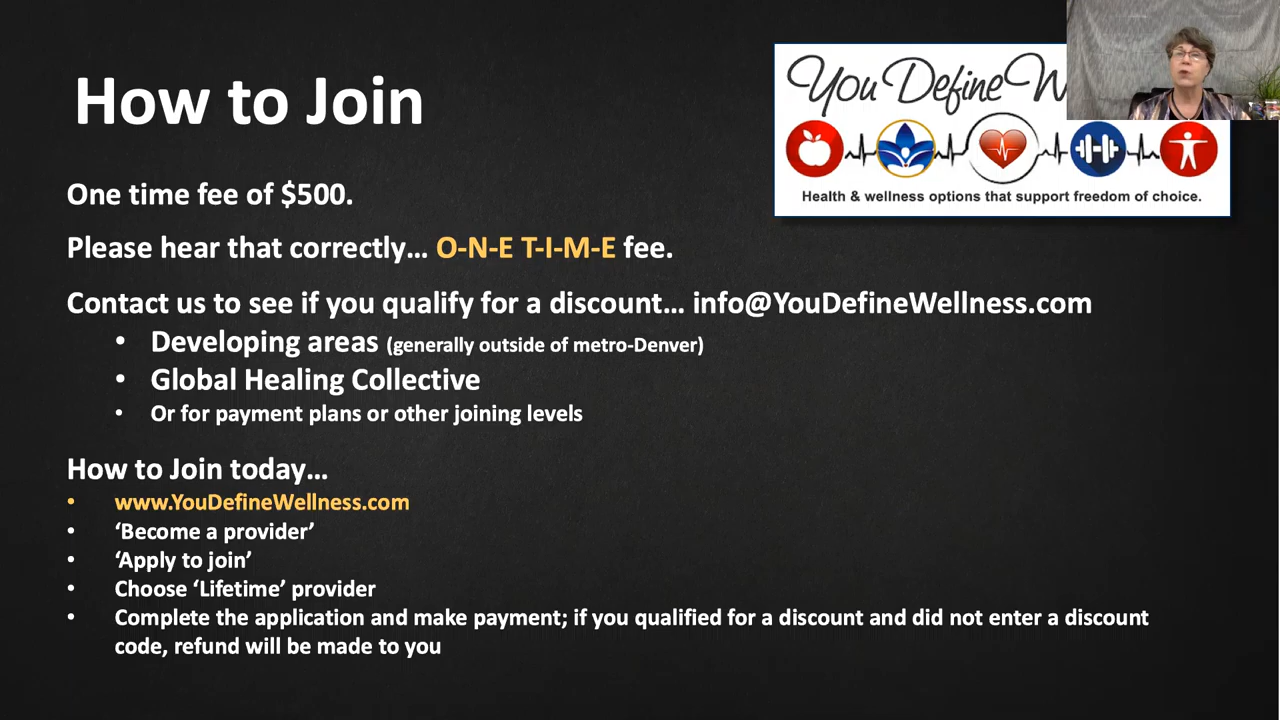 How to Join
You Define W
Health & wellness options that support freedom of choice.
One time fee of $500.
Please hear that correctly... O-N-E T-I-M-E fee.
Contact us to see if you qualify for a discount... info@YouDefineWellness.com
• Developing areas (generally outside of metro-Denver)
• Global Healing Collective
• Or for payment plans or other joining levels
How to Join today...
• www.YouDefineWellness.com
• ‘Become a provider’
• ‘Apply to join’
• Choose ‘Lifetime’ provider
• Complete the application and make payment; if you qualified for a discount and did not enter a discount
code, refund will be made to you